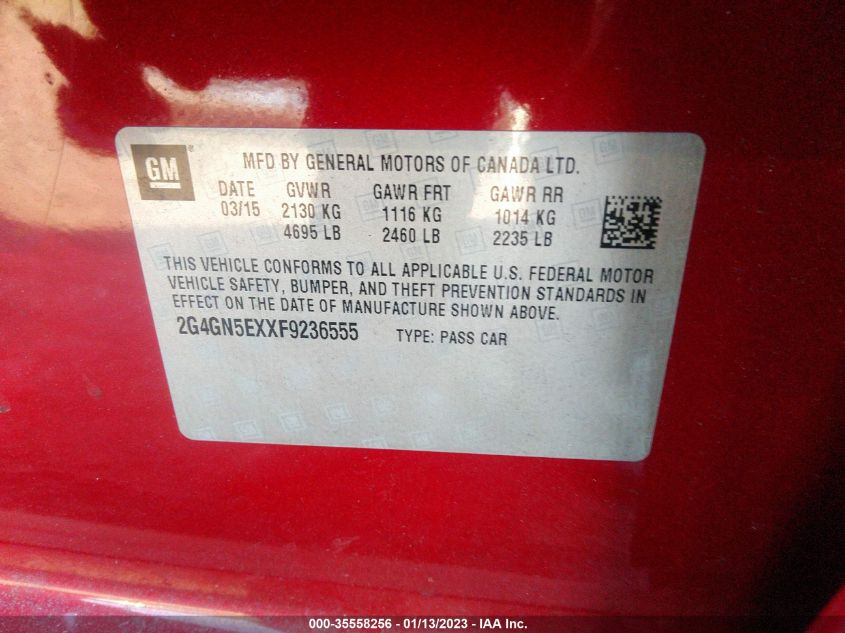 GM
MFD BY GENERAL MOTORS OF CANADA LTD.
DATE GVWR GAWR FRT GAWR RR
03/15 2130 KG 1116 KG 1014 KG
4695 LB 2460 LB 2235 LB
THIS VEHICLE CONFORMS TO ALL APPLICABLE U.S. FEDERAL MOTOR
VEHICLE SAFETY, BUMPER, AND THEFT PREVENTION STANDARDS IN
EFFECT ON THE DATE OF MANUFACTURE SHOWN ABOVE.
2G4GN5EXXF9236555 TYPE: PASS CAR
000-35558256 - 01/13/2023 - IAA Inc.